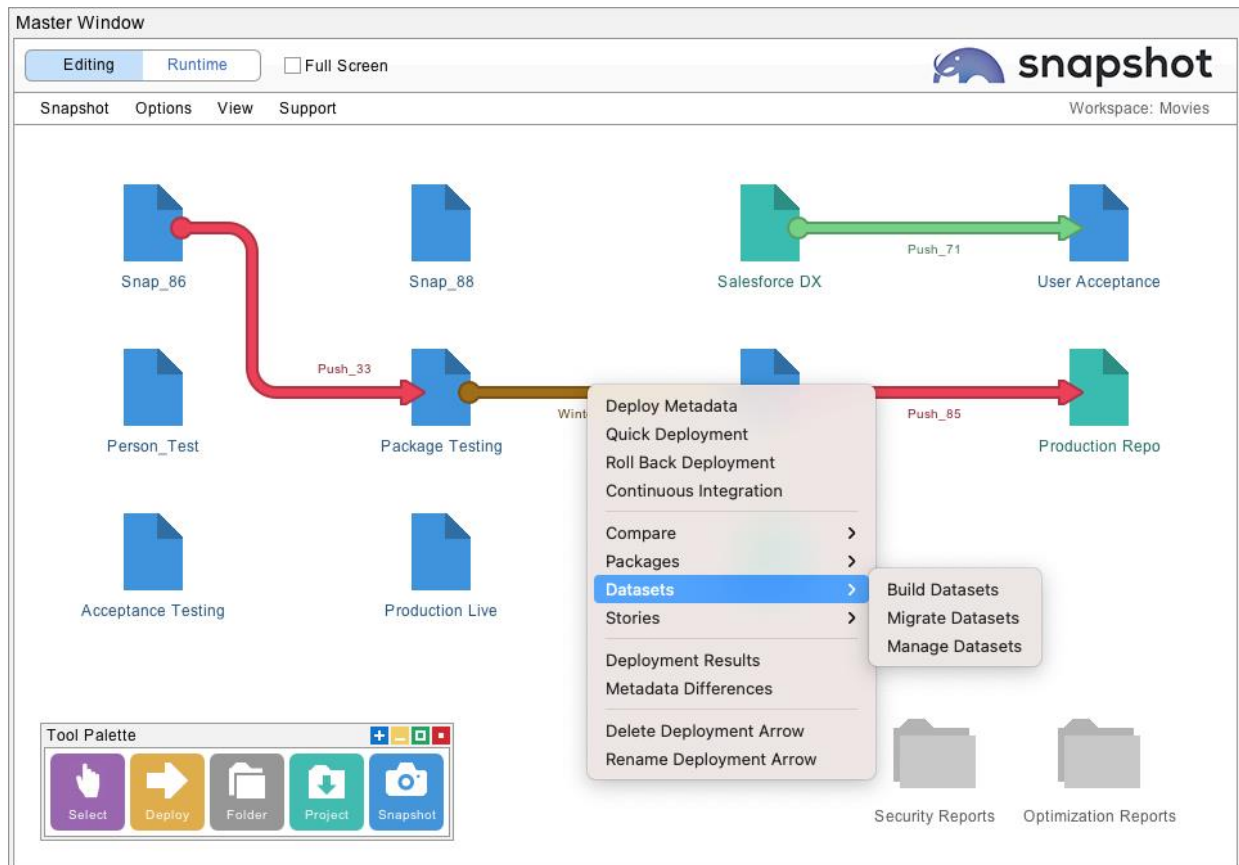 Master Window
Editing Runtime Full Screen
snapshot
Snapshot Options View Support
Workspace: Movies
Push_71
Snap_86
Snap_88
Salesforce DX
User Acceptance
Push_33
Push_85
Person_Test
Package Testing
Production Repo
Deploy Metadata
Quick Deployment
Roll Back Deployment
Continuous Integration
Compare
Packages
Datasets
Stories
Deployment Results
Metadata Differences
Delete Deployment Arrow
Rename Deployment Arrow
Build Datasets
Migrate Datasets
Manage Datasets
Acceptance Testing
Production Live
Tool Palette
Select
Deploy
Folder
Project
Snapshot
Security Reports
Optimization Reports